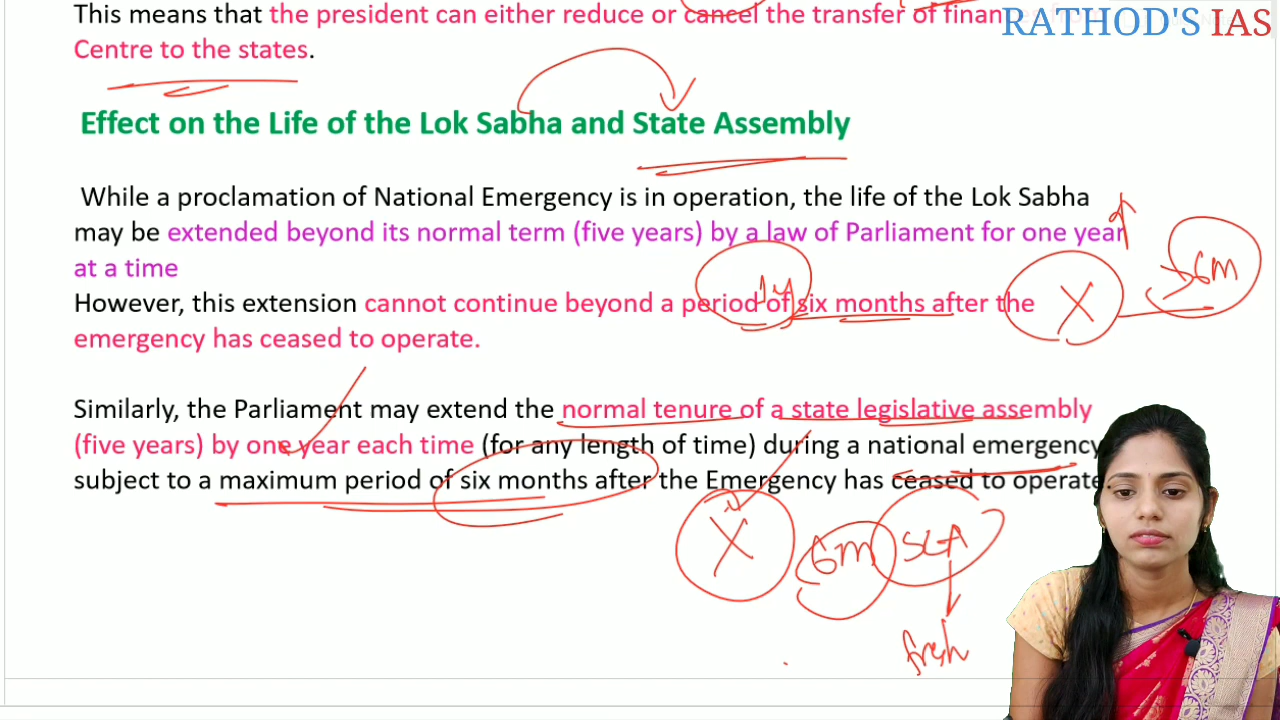 This means that the president can either reduce or cancel the transfer of finan
RATHOD'S IAS
Centre to the states.
Effect on the Life of the Lok Sabha and State Assembly
While a proclamation of National Emergency is in operation, the life of the Lok Sabha
may be extended beyond its normal term (five years) by a law of Parliament for one year
at a time
However, this extension cannot continue beyond a period of six months after the
emergency has ceased to operate.
1y
X
6m
Similarly, the Parliament may extend the normal tenure of a state legislative assembly
(five years) by one year each time (for any length of time) during a national emergency,
subject to a maximum period of six months after the Emergency has ceased to operate.
X
6m
SLA
fresh